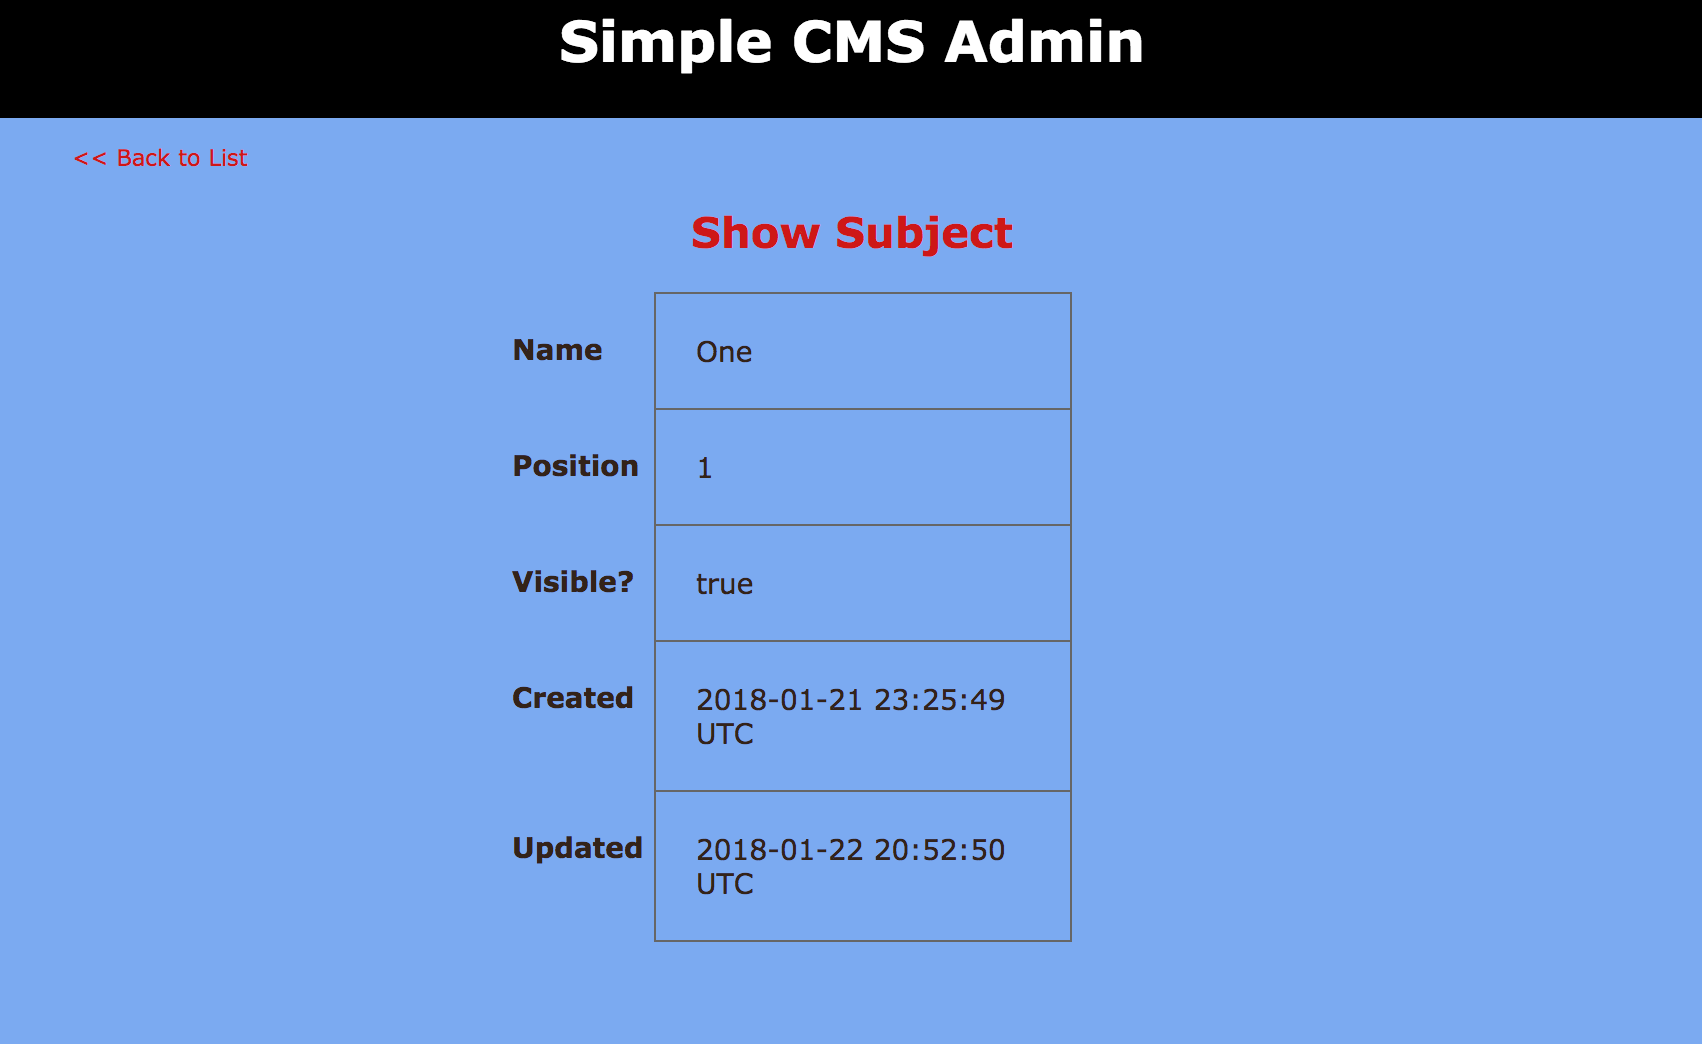 Simple CMS Admin
<< Back to List
Show Subject
Name One
Position 1
Visible? true
Created 2018-01-21 23:25:49
UTC
Updated 2018-01-22 20:52:50
UTC